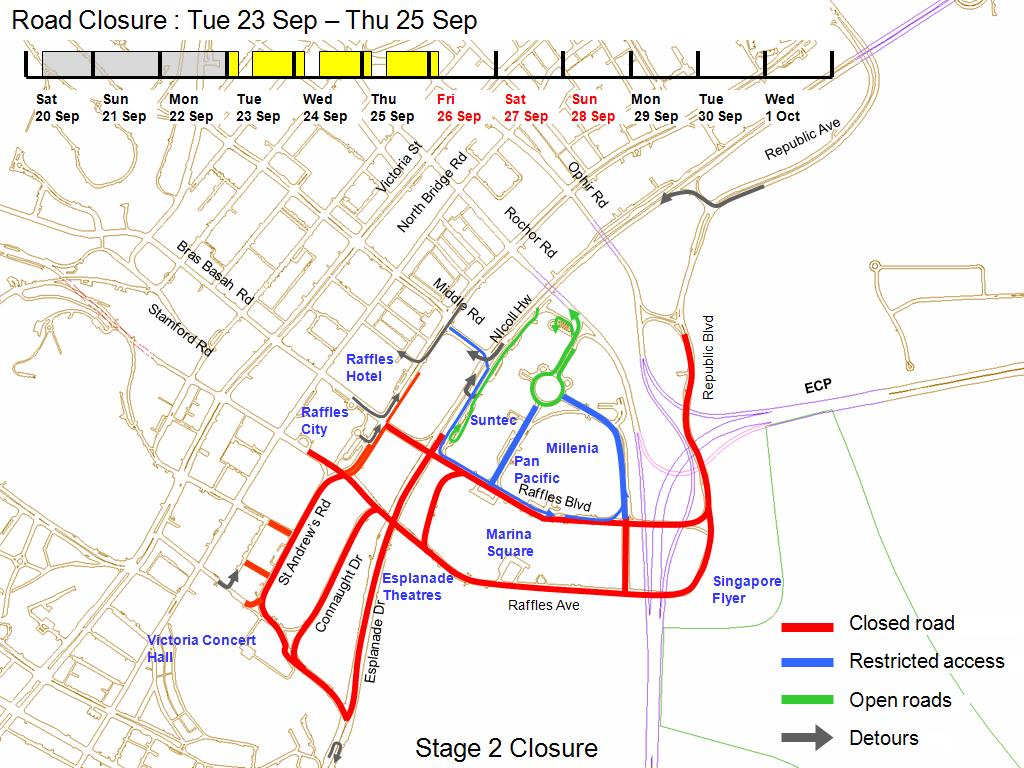 Road Closure : Tue 23 Sep – Thu 25 Sep
Sat
20 Sep
Sun
21 Sep
Mon
22 Sep
Tue
23 Sep
Wed
24 Sep
Thu
25 Sep
Fri
26 Sep
Sat
27 Sep
Sun
28 Sep
Mon
29 Sep
Tue
30 Sep
Wed
1 Oct
Republic Ave
Victoria St
North Bridge Rd
Ophir Rd
Rochor Rd
Bras Basah Rd
Stamford Rd
Middle Rd
NIcoll Hw
Republic Blvd
ECP
Raffles
Hotel
Raffles
City
Suntec
Millenia
Pan
Pacific
Raffles Blvd
Marina
Square
St Andrew's Rd
Connaught Dr
Esplanade Dr
Esplanade
Theatres
Raffles Ave
Singapore
Flyer
Victoria Concert
Hall
Closed road
Restricted access
Open roads
Detours
Stage 2 Closure